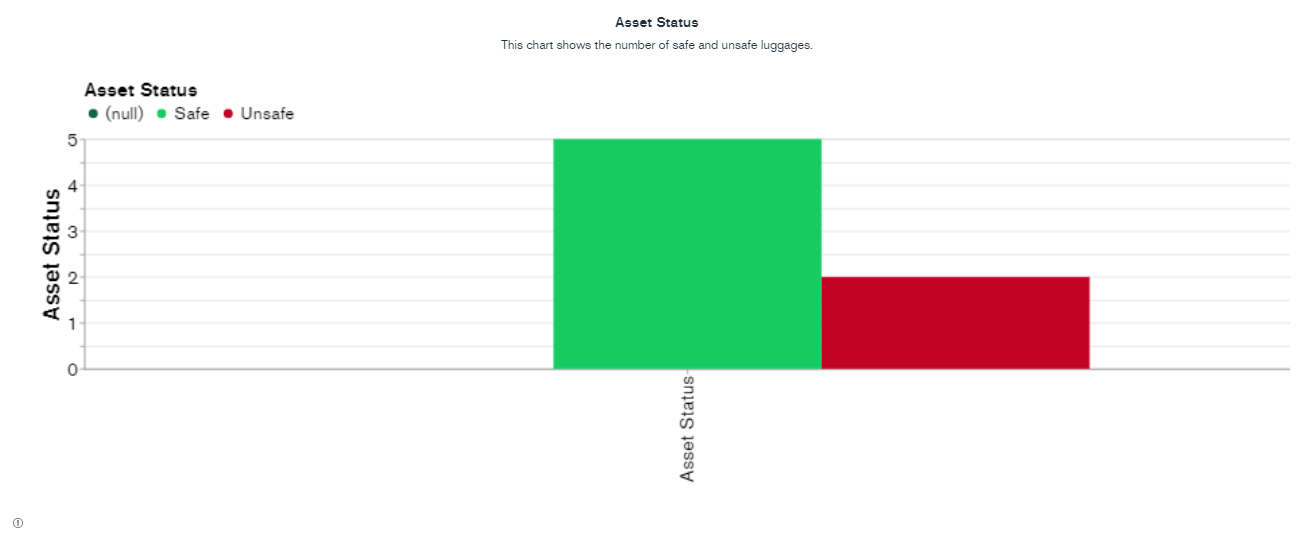 Asset Status
This chart shows the number of safe and unsafe luggages.
Asset Status
(null) Safe Unsafe
5
4
3
2
1
0
Asset Status
Asset Status